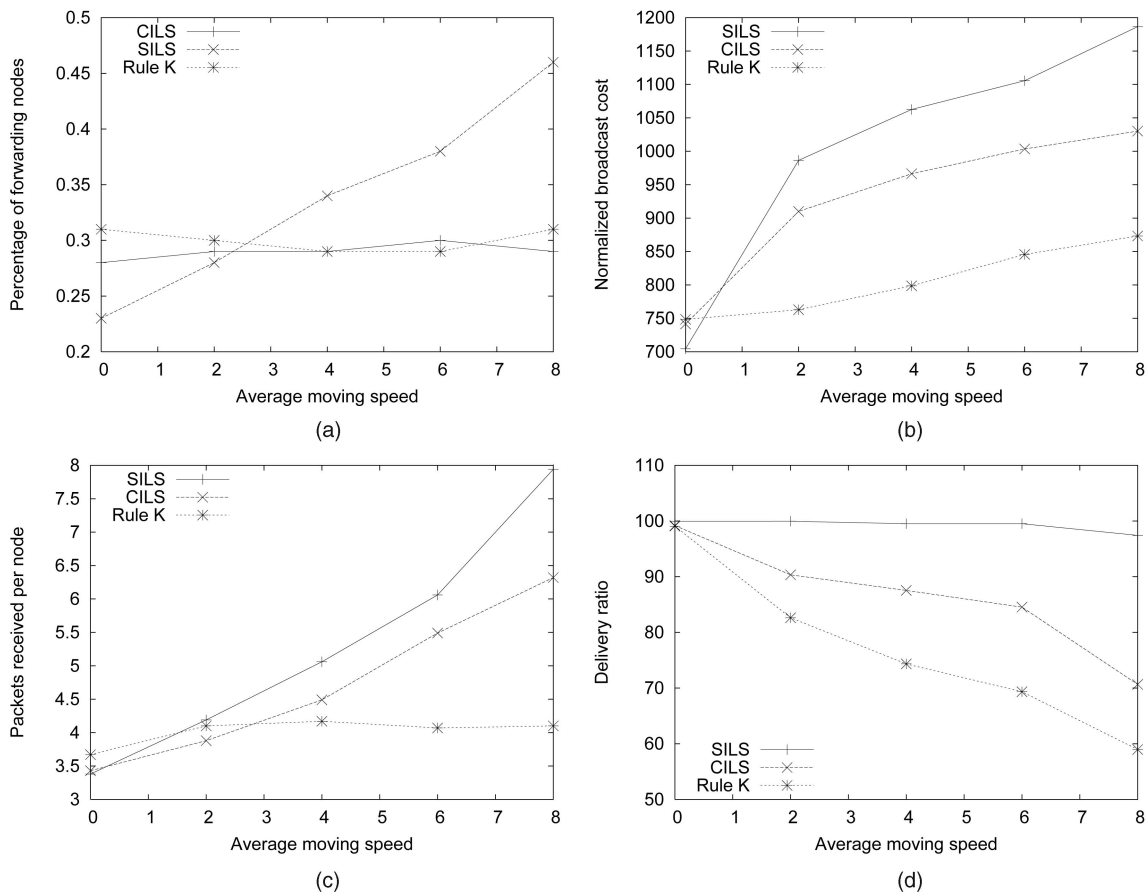 0.5
0.45
0.4
0.35
0.3
0.25
0.2
Percentage of forwarding nodes
CILS
SILS
Rule K
0 1 2 3 4 5 6 7 8
Average moving speed
(a)
1200
1150
1100
1050
1000
950
900
850
800
750
700
Normalized broadcast cost
SILS
CILS
Rule K
0 1 2 3 4 5 6 7 8
Average moving speed
(b)
8
7.5
7
6.5
6
5.5
5
4.5
4
3.5
3
Packets received per node
SILS
CILS
Rule K
0 1 2 3 4 5 6 7 8
Average moving speed
(c)
110
100
90
80
70
60
50
Delivery ratio
SILS
CILS
Rule K
0 1 2 3 4 5 6 7 8
Average moving speed
(d)